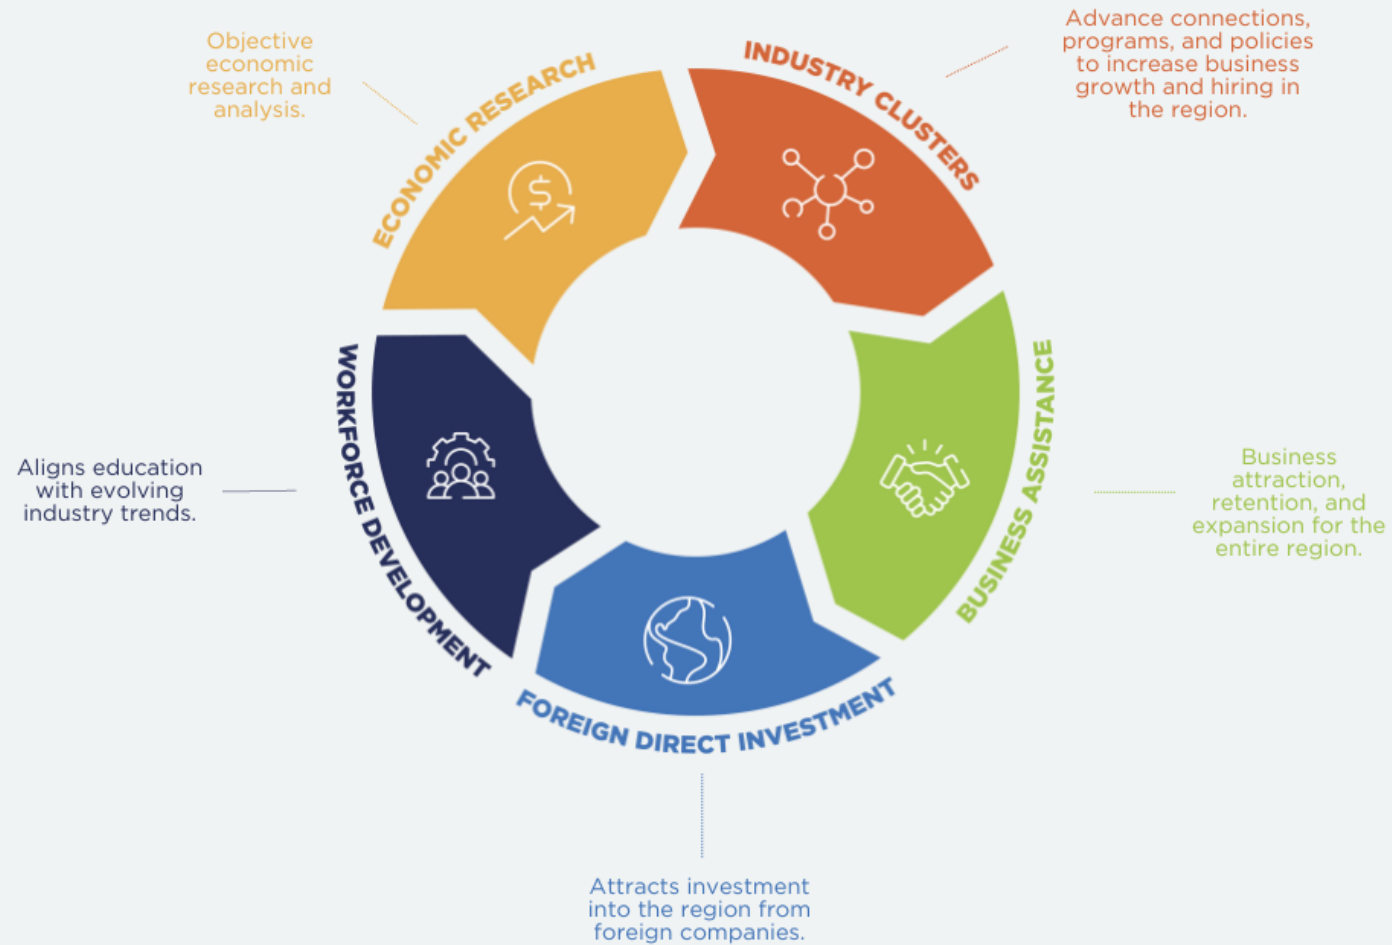 Objective
economic
research and
analysis.
ECONOMIC RESEARCH
INDUSTRY CLUSTERS
Advance connections,
programs, and policies
to increase business
growth and hiring in
the region.
BUSINESS ASSISTANCE
Business
attraction,
retention, and
expansion for the
entire region.
FOREIGN DIRECT INVESTMENT
Attracts investment
into the region from
foreign companies.
WORKFORCE DEVELOPMENT
Aligns education
with evolving
industry trends.
$